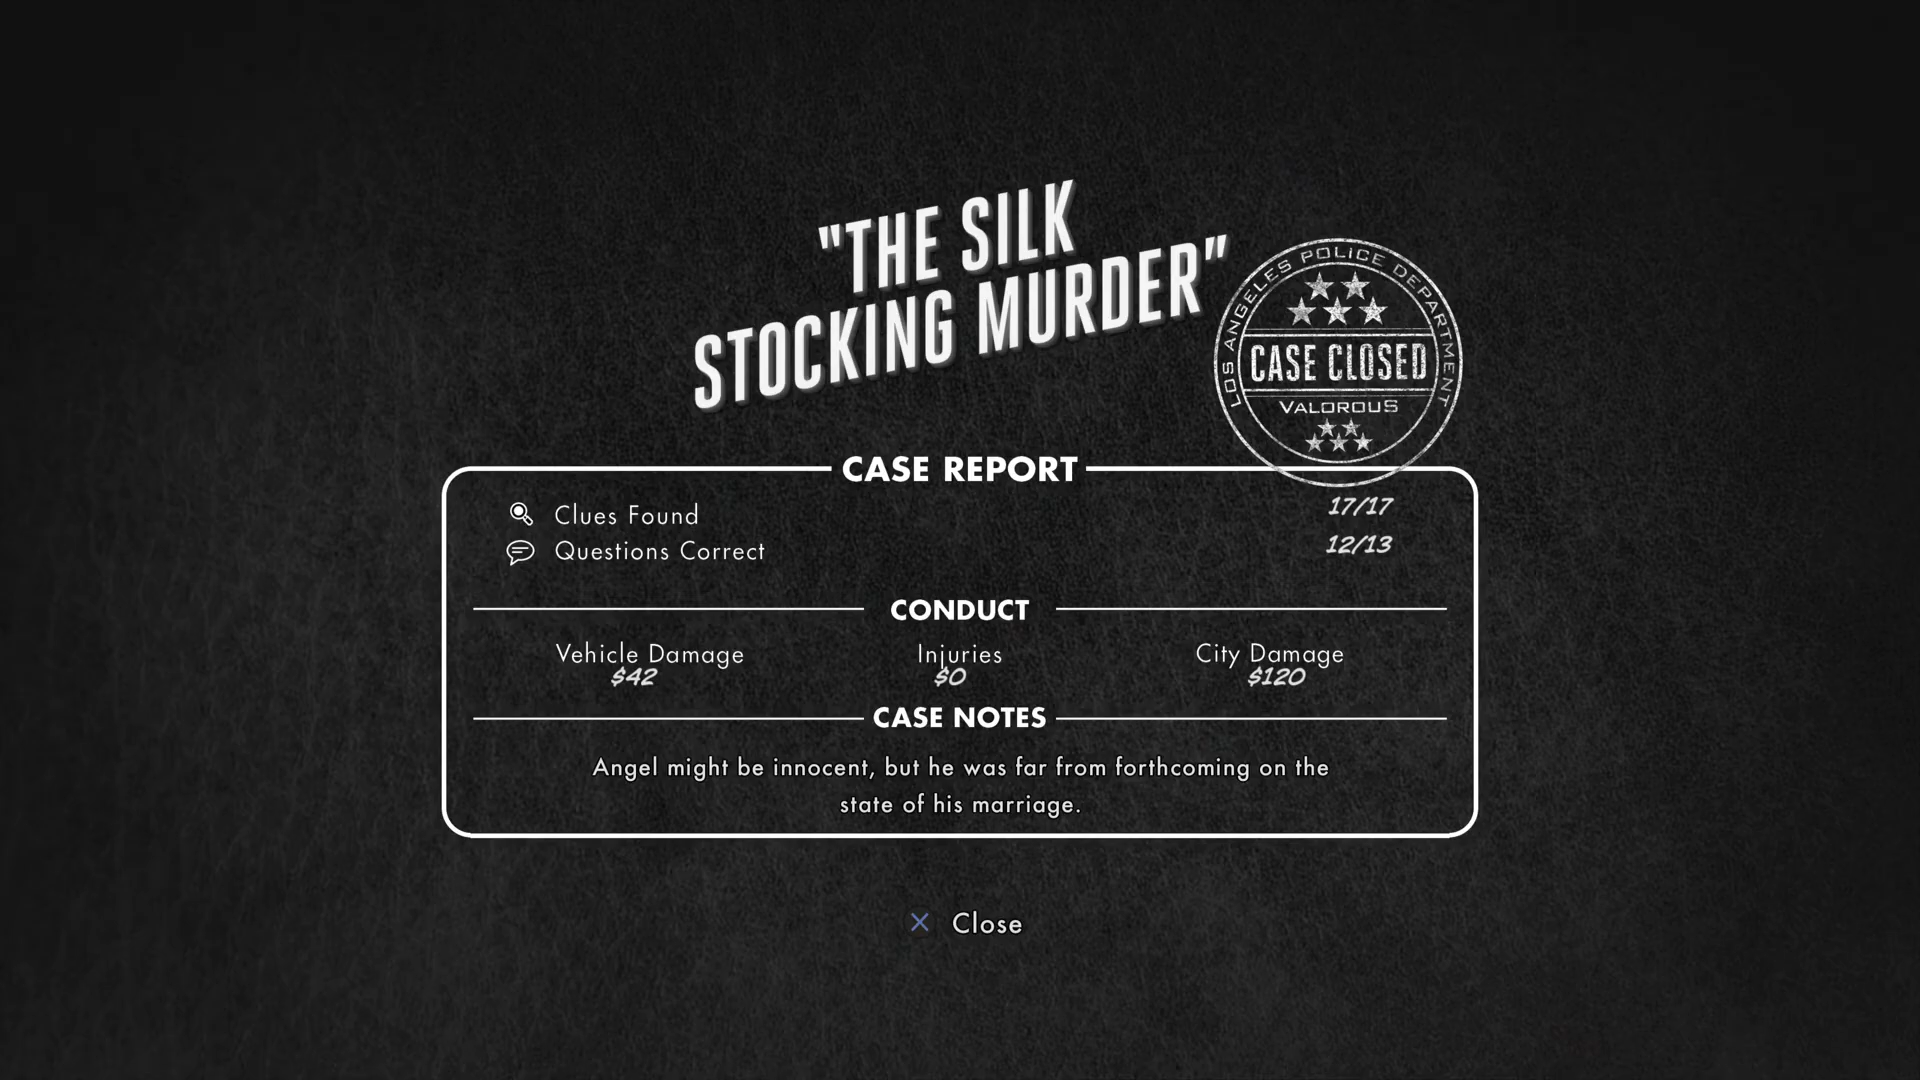 "THE SILK
STOCKING MURDER"
LOS ANGELES POLICE DEPARTMENT
CASE CLOSED
VALOROUS
CASE REPORT
Clues Found 17/17
Questions Correct 12/13
CONDUCT
Vehicle Damage Injuries City Damage
$42 $0 $120
CASE NOTES
Angel might be innocent, but he was far from forthcoming on the
state of his marriage.
Close